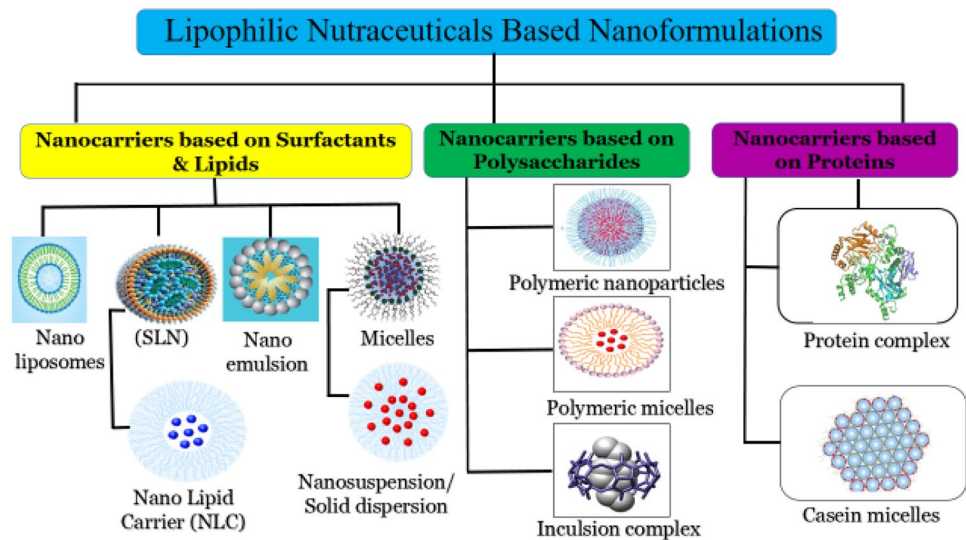 Lipophilic Nutraceuticals Based Nanoformulations
Nanocarriers based on Surfactants
& Lipids
Nanocarriers based on
Polysaccharides
Nanocarriers based
on Proteins
Nano
liposomes
(SLN)
Nano
emulsion
Micelles
Nano Lipid
Carrier (NLC)
Nanosuspension/
Solid dispersion
Polymeric nanoparticles
Polymeric micelles
Inculsion complex
Protein complex
Casein micelles